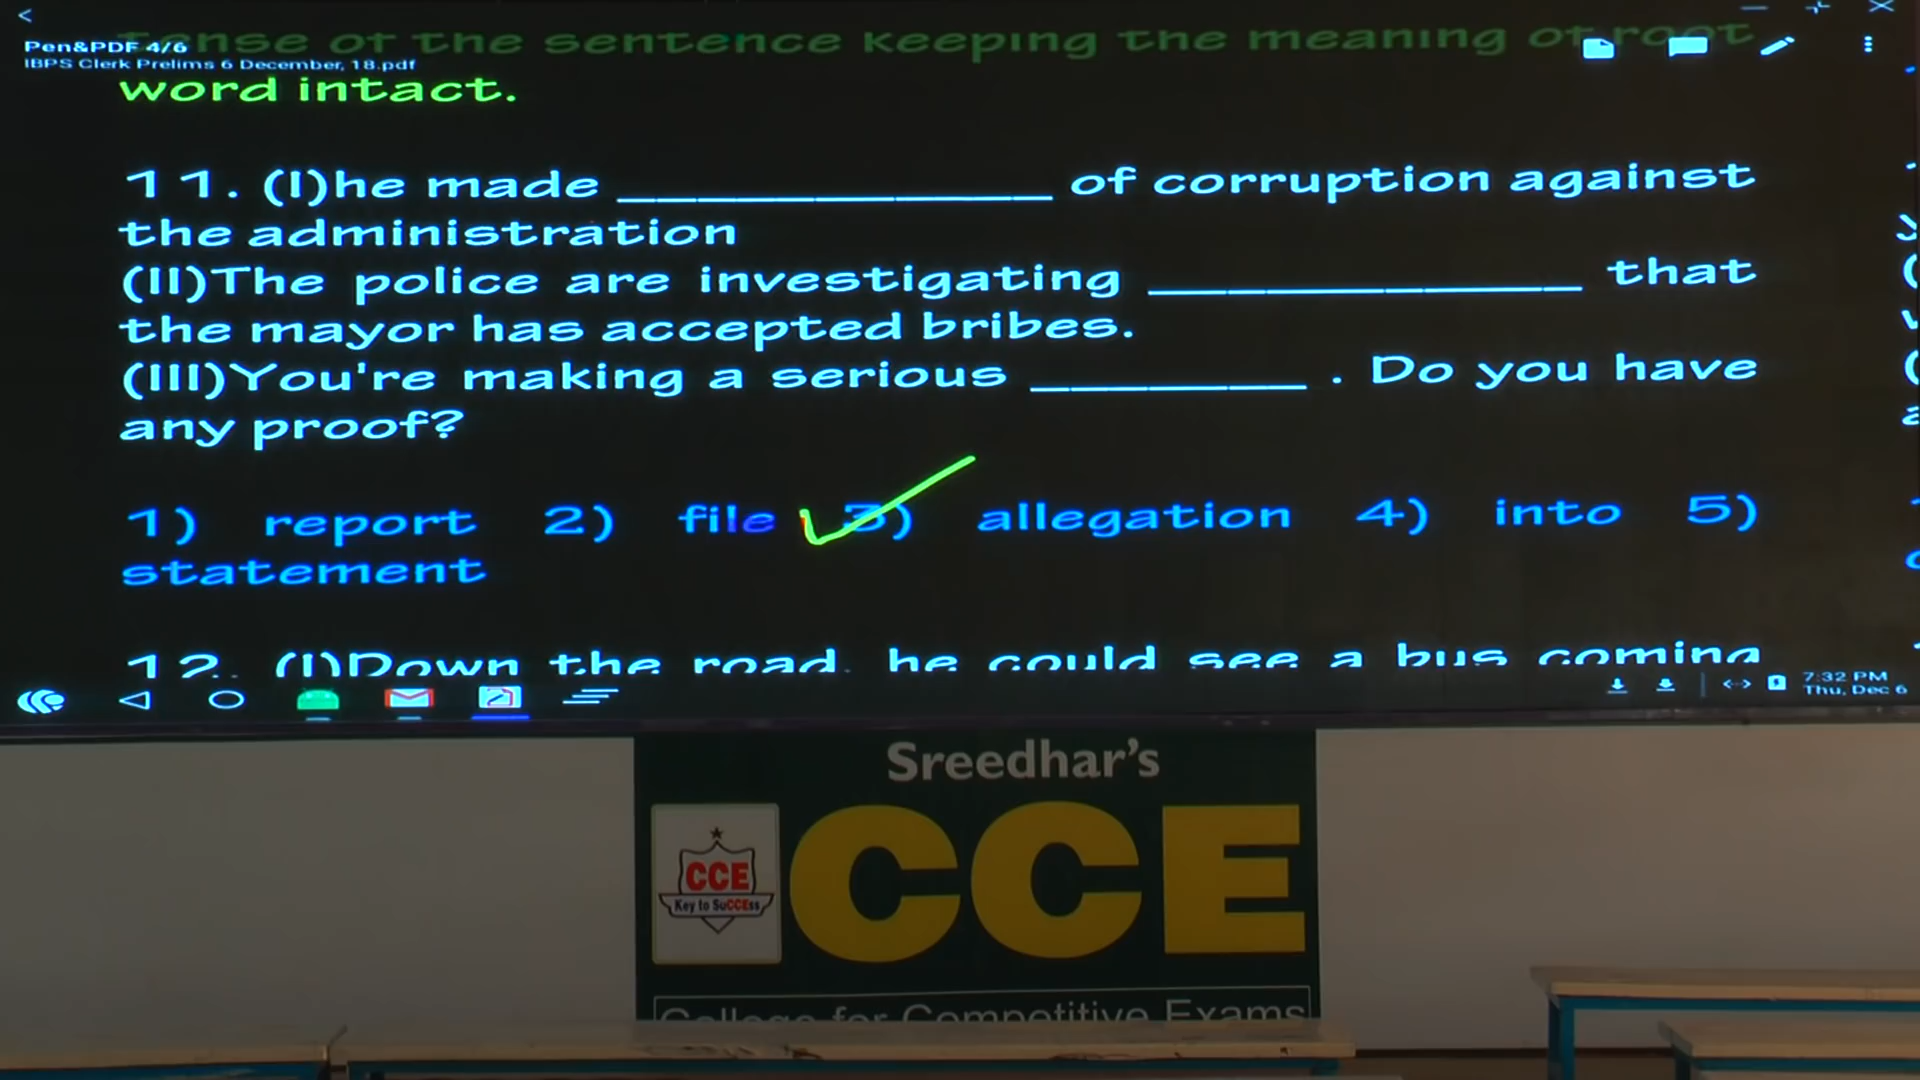 tense of the sentence keeping the meaning of root
Pen&PDF 4/6
IBPS Clerk Prelims 6 December, 18.pdf
word intact.
11. (I)he made ______________ of corruption against
the administration
(II)The police are investigating ______________ that
the mayor has accepted bribes.
(III)You're making a serious _________ . Do you have
any proof?
1) report 2) file 3) allegation 4) into 5)
statement
12. (I)Down the road, he could see a bus coming
7:32 PM
Thu, Dec 6
Sreedhar's
CCE
CCE
Key to SuCCEss
College for Competitive Exams